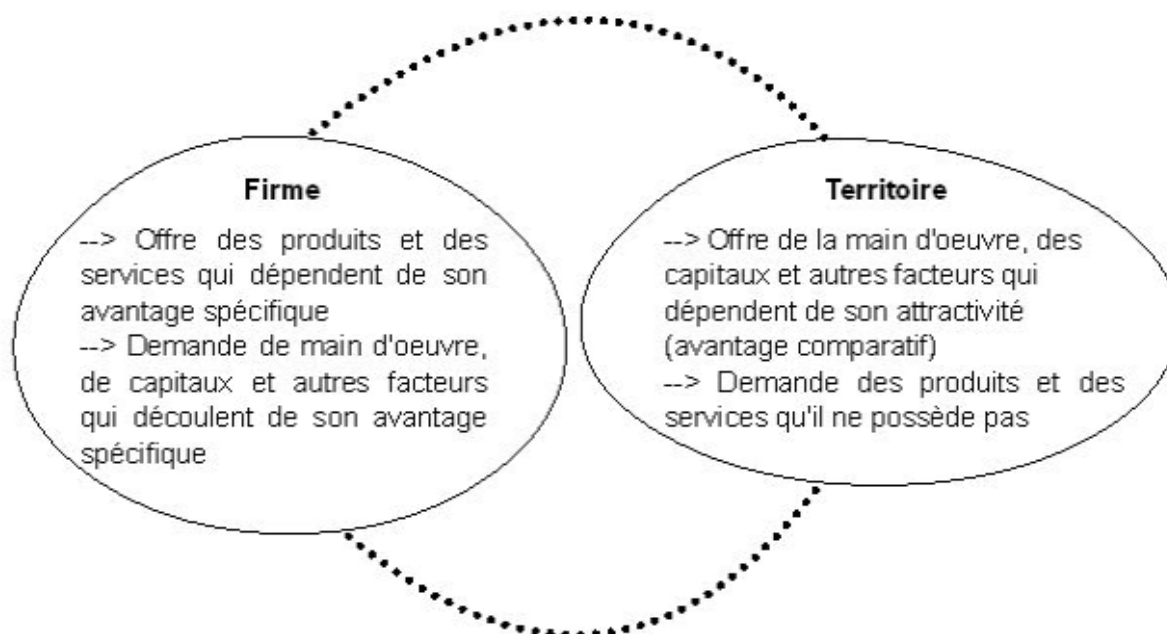 Firme
--> Offre des produits et des
services qui dépendent de son
avantage spécifique
--> Demande de main d'oeuvre,
de capitaux et autres facteurs
qui découlent de son avantage
spécifique
Territoire
--> Offre de la main d'oeuvre, des
capitaux et autres facteurs qui
dépendent de son attractivité
(avantage comparatif)
--> Demande des produits et des
services qu'il ne possède pas